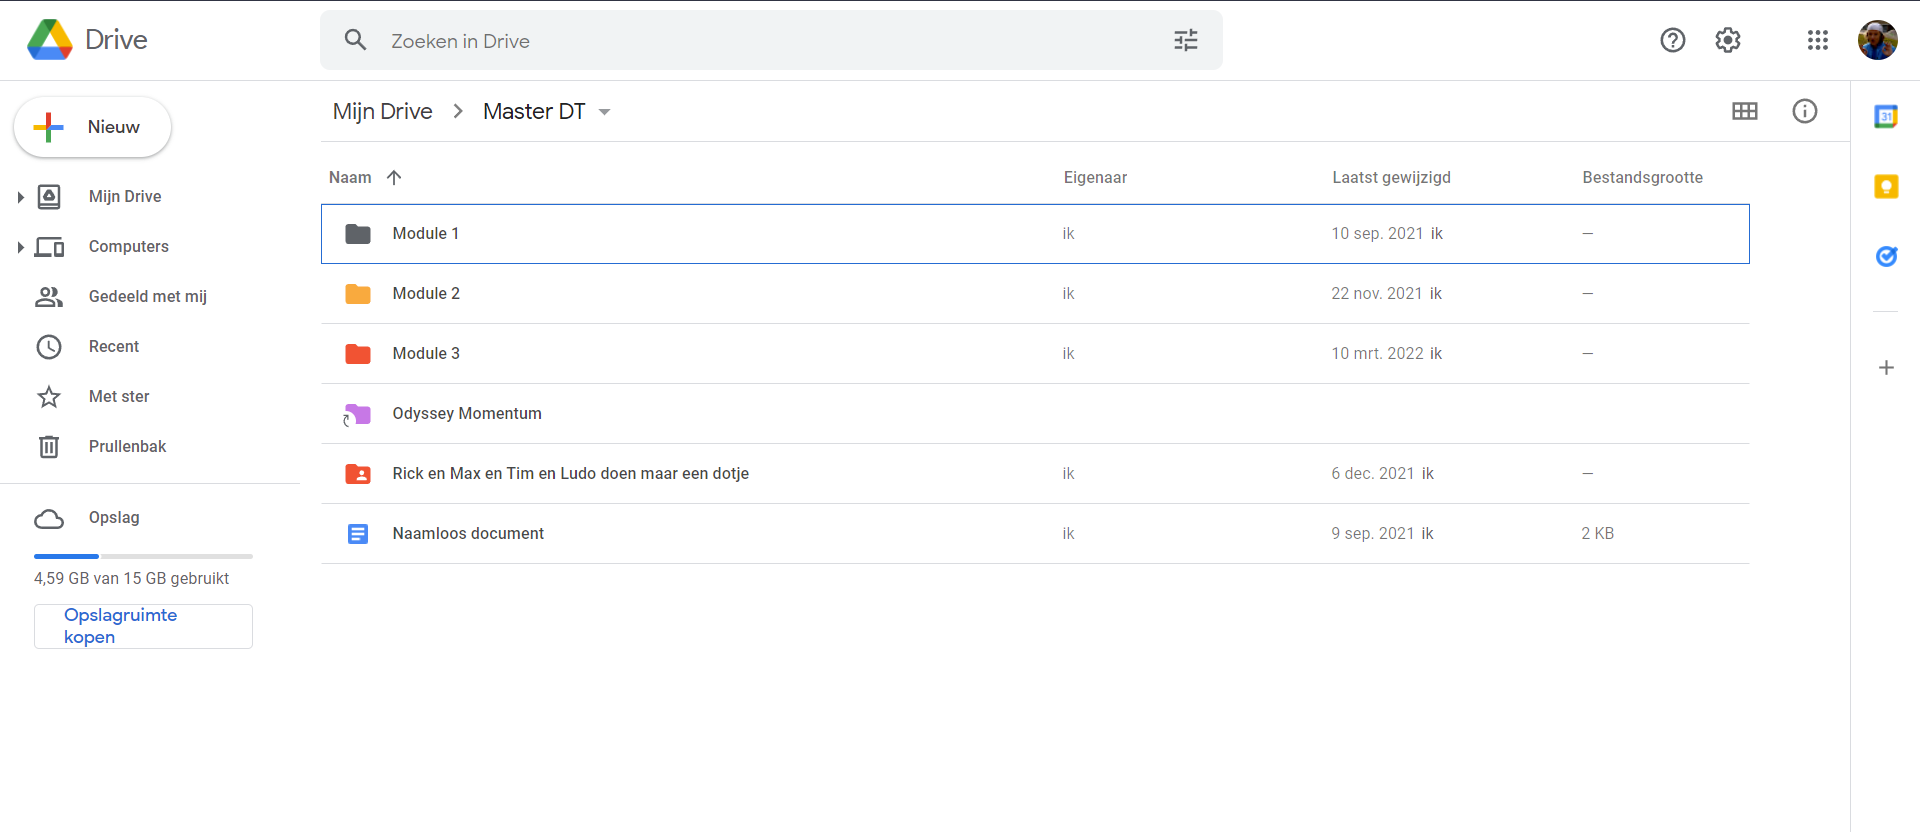 Drive
Zoeken in Drive
Nieuw
Mijn Drive
Computers
Gedeeld met mij
Recent
Met ster
Prullenbak
Opslag
4,59 GB van 15 GB gebruikt
Opslagruimte
kopen
Mijn Drive Master DT
Naam Eigenaar Laatst gewijzigd Bestandsgrootte
Module 1 ik 10 sep. 2021 ik —
Module 2 ik 22 nov. 2021 ik —
Module 3 ik 10 mrt. 2022 ik —
Odyssey Momentum
Rick en Max en Tim en Ludo doen maar een dotje ik 6 dec. 2021 ik —
Naamloos document ik 9 sep. 2021 ik 2 KB
31